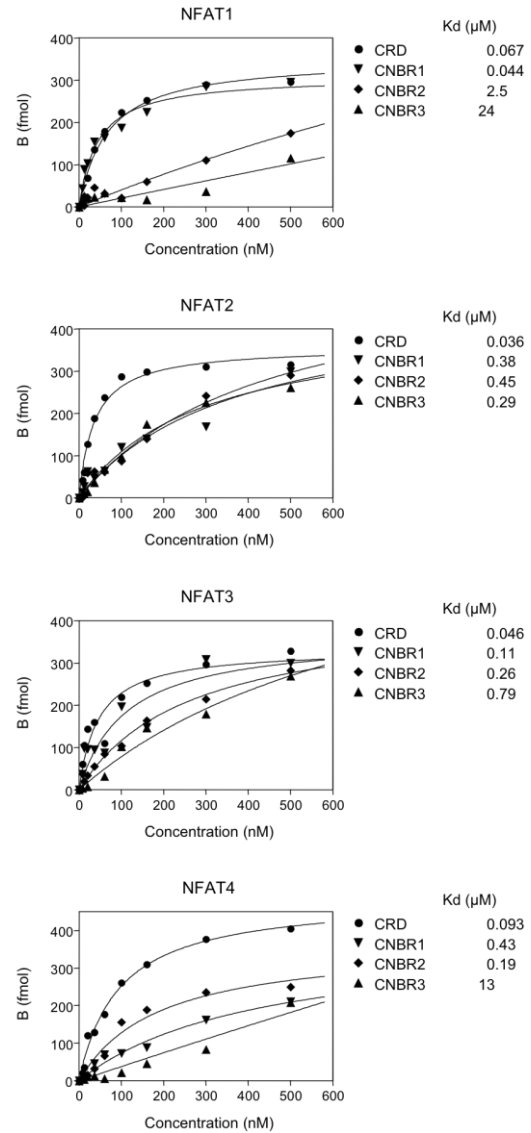 NFAT1
Kd (µM)
400
300
200
100
0
B (fmol)
0 100 200 300 400 500 600
Concentration (nM)
CRD 0.067
CNBR1 0.044
CNBR2 2.5
CNBR3 24
NFAT2
Kd (µM)
400
300
200
100
0
B (fmol)
0 100 200 300 400 500 600
Concentration (nM)
CRD 0.036
CNBR1 0.38
CNBR2 0.45
CNBR3 0.29
NFAT3
Kd (µM)
400
300
200
100
0
B (fmol)
0 100 200 300 400 500 600
Concentration (nM)
CRD 0.046
CNBR1 0.11
CNBR2 0.26
CNBR3 0.79
NFAT4
Kd (µM)
400
300
200
100
0
B (fmol)
0 100 200 300 400 500 600
Concentration (nM)
CRD 0.093
CNBR1 0.43
CNBR2 0.19
CNBR3 13